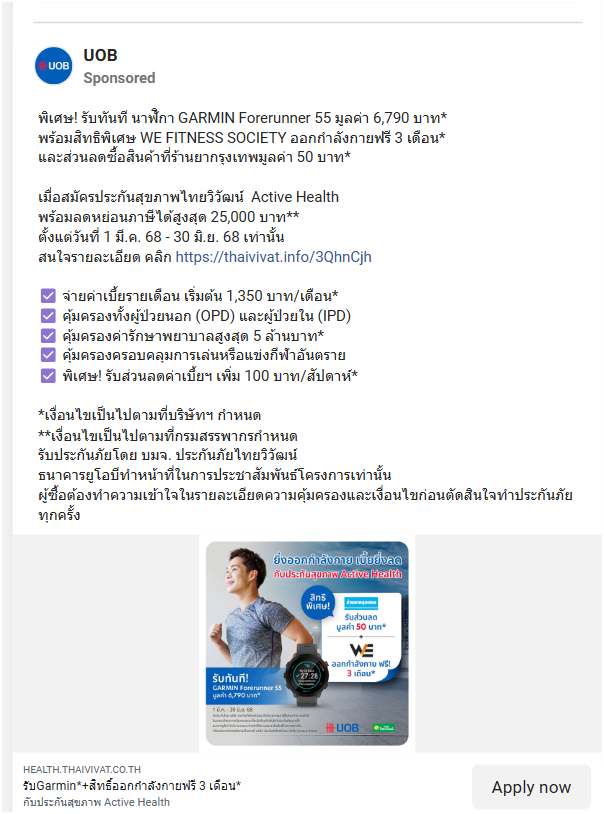 UOB
UOB
Sponsored
พิเศษ! รับทันที นาฬิกา GARMIN Forerunner 55 มูลค่า 6,790 บาท*
พร้อมสิทธิพิเศษ WE FITNESS SOCIETY ออกกำลังกายฟรี 3 เดือน*
และส่วนลดซื้อสินค้าที่ร้านยากรุงเทพมูลค่า 50 บาท*
เมื่อสมัครประกันสุขภาพไทยวิวัฒน์ Active Health
พร้อมลดหย่อนภาษีได้สูงสุด 25,000 บาท**
ตั้งแต่วันที่ 1 มี.ค. 68 - 30 มิ.ย. 68 เท่านั้น
สนใจรายละเอียด คลิก https://thaivivat.info/3QhnCjh
จ่ายค่าเบี้ยรายเดือน เริ่มต้น 1,350 บาท/เดือน*
คุ้มครองทั้งผู้ป่วยนอก (OPD) และผู้ป่วยใน (IPD)
คุ้มครองค่ารักษาพยาบาลสูงสุด 5 ล้านบาท*
คุ้มครองครอบคลุมการเล่นหรือแข่งกีฬาอันตราย
พิเศษ! รับส่วนลดค่าเบี้ยฯ เพิ่ม 100 บาท/สัปดาห์*
*เงื่อนไขเป็นไปตามที่บริษัทฯ กำหนด
**เงื่อนไขเป็นไปตามที่กรมสรรพากรกำหนด
รับประกันภัยโดย บมจ. ประกันภัยไทยวิวัฒน์
ธนาคารยูโอบีทำหน้าที่ในการประชาสัมพันธ์โครงการเท่านั้น
ผู้ซื้อต้องทำความเข้าใจในรายละเอียดความคุ้มครองและเงื่อนไขก่อนตัดสินใจทำประกันภัย
ทุกครั้ง
ยิ่งออกกำลังกาย เบี้ยยิ่งลด
กับประกันสุขภาพ Active Health
สิทธิ
พิเศษ!
รับส่วนลด
มูลค่า 50 บาท*
+
WE
ออกกำลังกาย ฟรี!
3 เดือน*
27:28
รับทันที!
GARMIN Forerunner 55
มูลค่า 6,790 บาท*
1 มี.ค. - 30 มิ.ย. 68
UOB
HEALTH.THAIVIVAT.CO.TH
รับGarmin*+สิทธิ์ออกกำลังกายฟรี 3 เดือน*
กับประกันสุขภาพ Active Health
Apply now